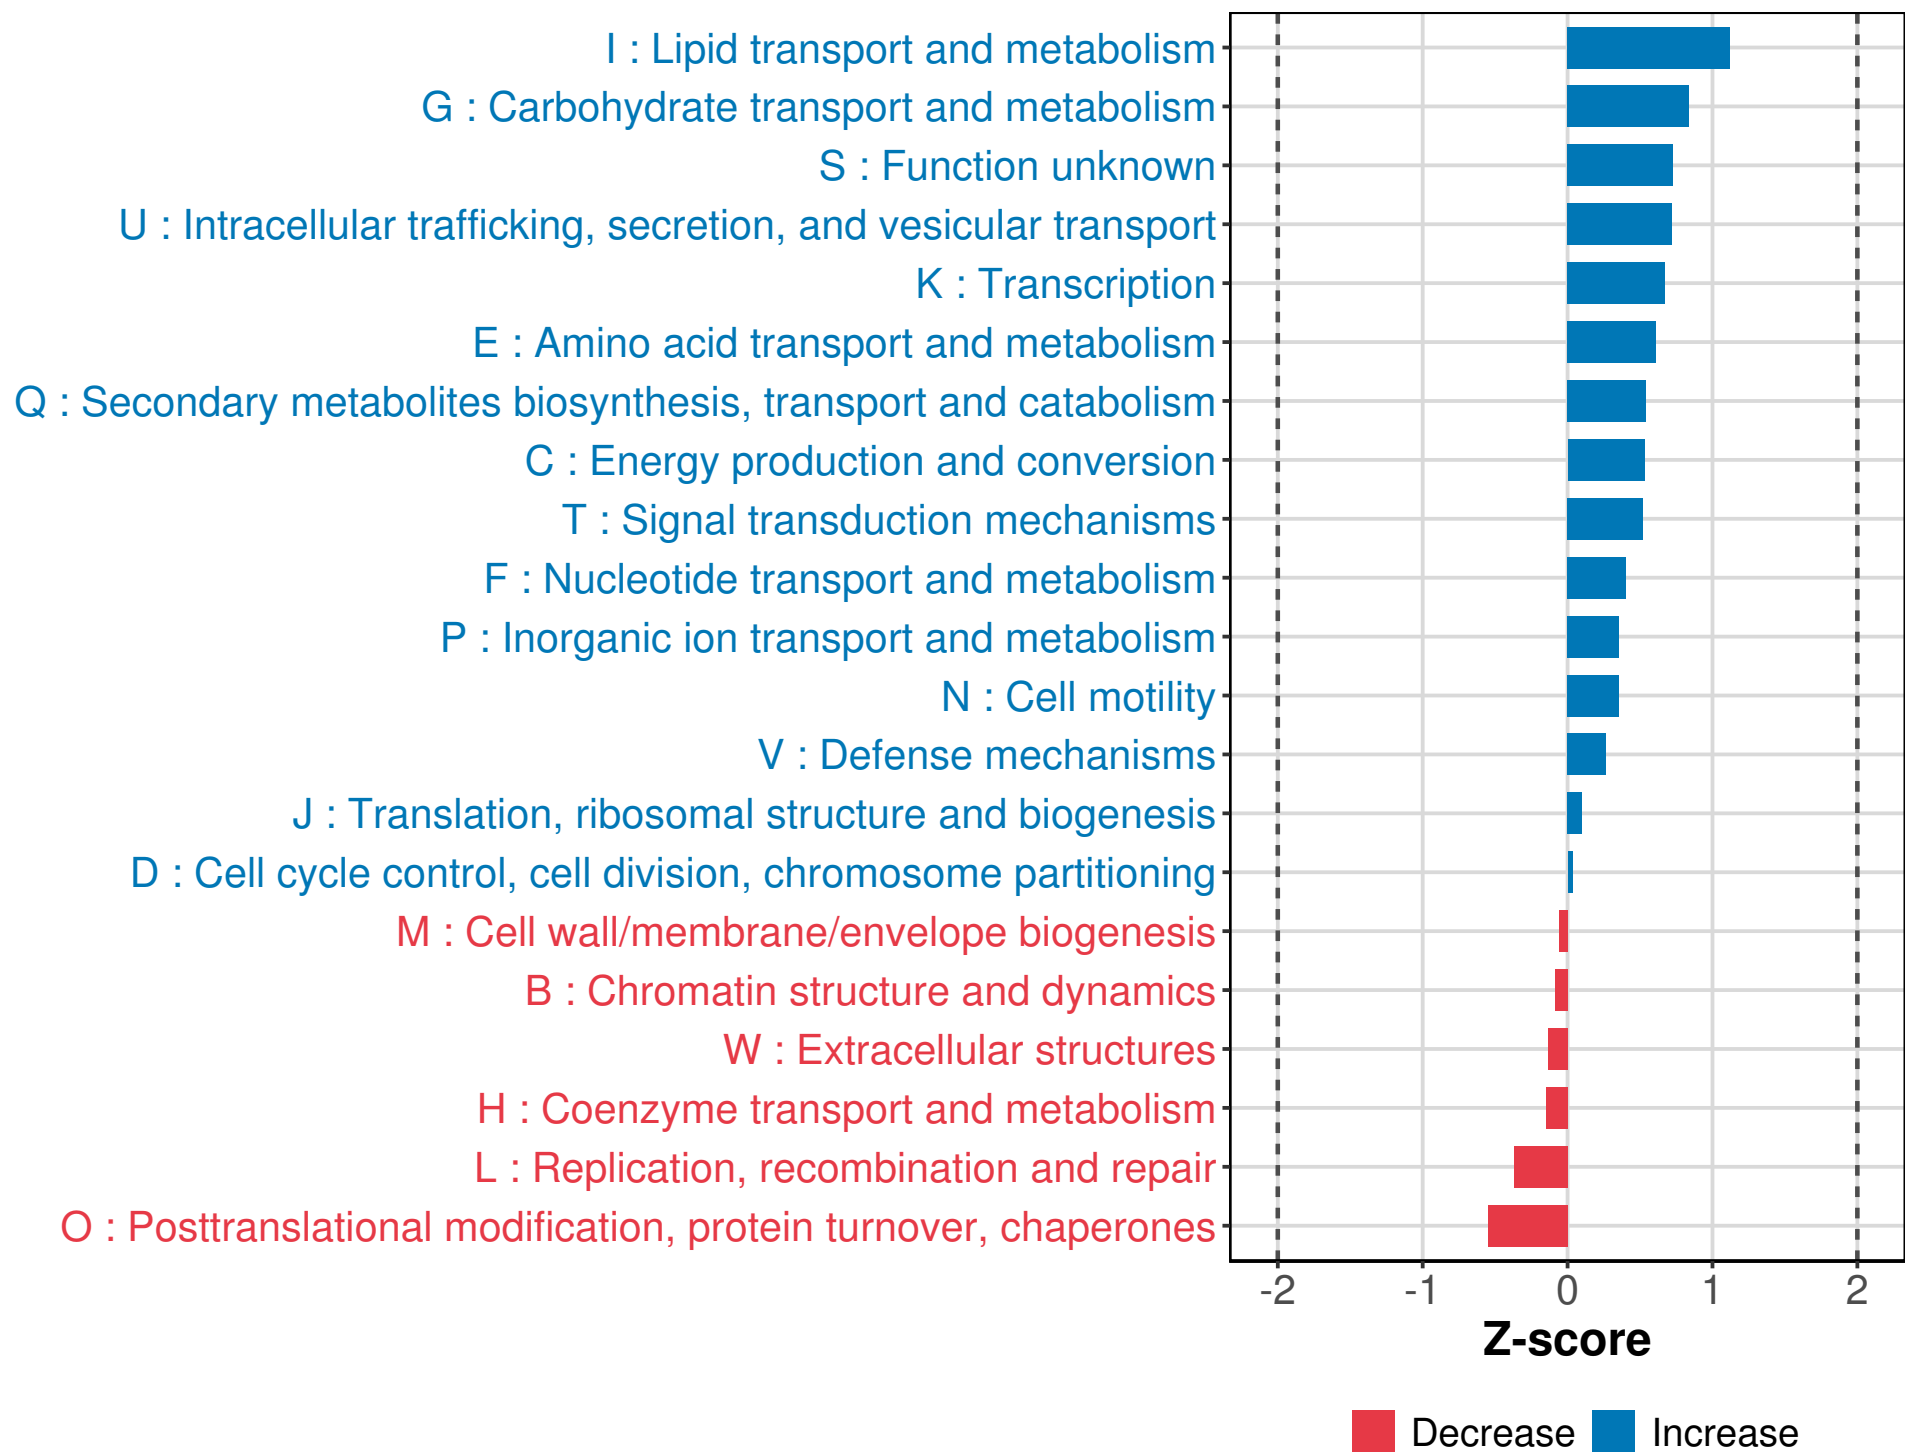 I : Lipid transport and metabolism
G : Carbohydrate transport and metabolism
S : Function unknown
U : Intracellular trafficking, secretion, and vesicular transport
K : Transcription
E : Amino acid transport and metabolism
Q : Secondary metabolites biosynthesis, transport and catabolism
C : Energy production and conversion
T : Signal transduction mechanisms
F : Nucleotide transport and metabolism
P : Inorganic ion transport and metabolism
N : Cell motility
V : Defense mechanisms
J : Translation, ribosomal structure and biogenesis
D : Cell cycle control, cell division, chromosome partitioning
M : Cell wall/membrane/envelope biogenesis
B : Chromatin structure and dynamics
W : Extracellular structures
H : Coenzyme transport and metabolism
L : Replication, recombination and repair
O : Posttranslational modification, protein turnover, chaperones
-2 -1 0 1 2
Z-score
Decrease Increase